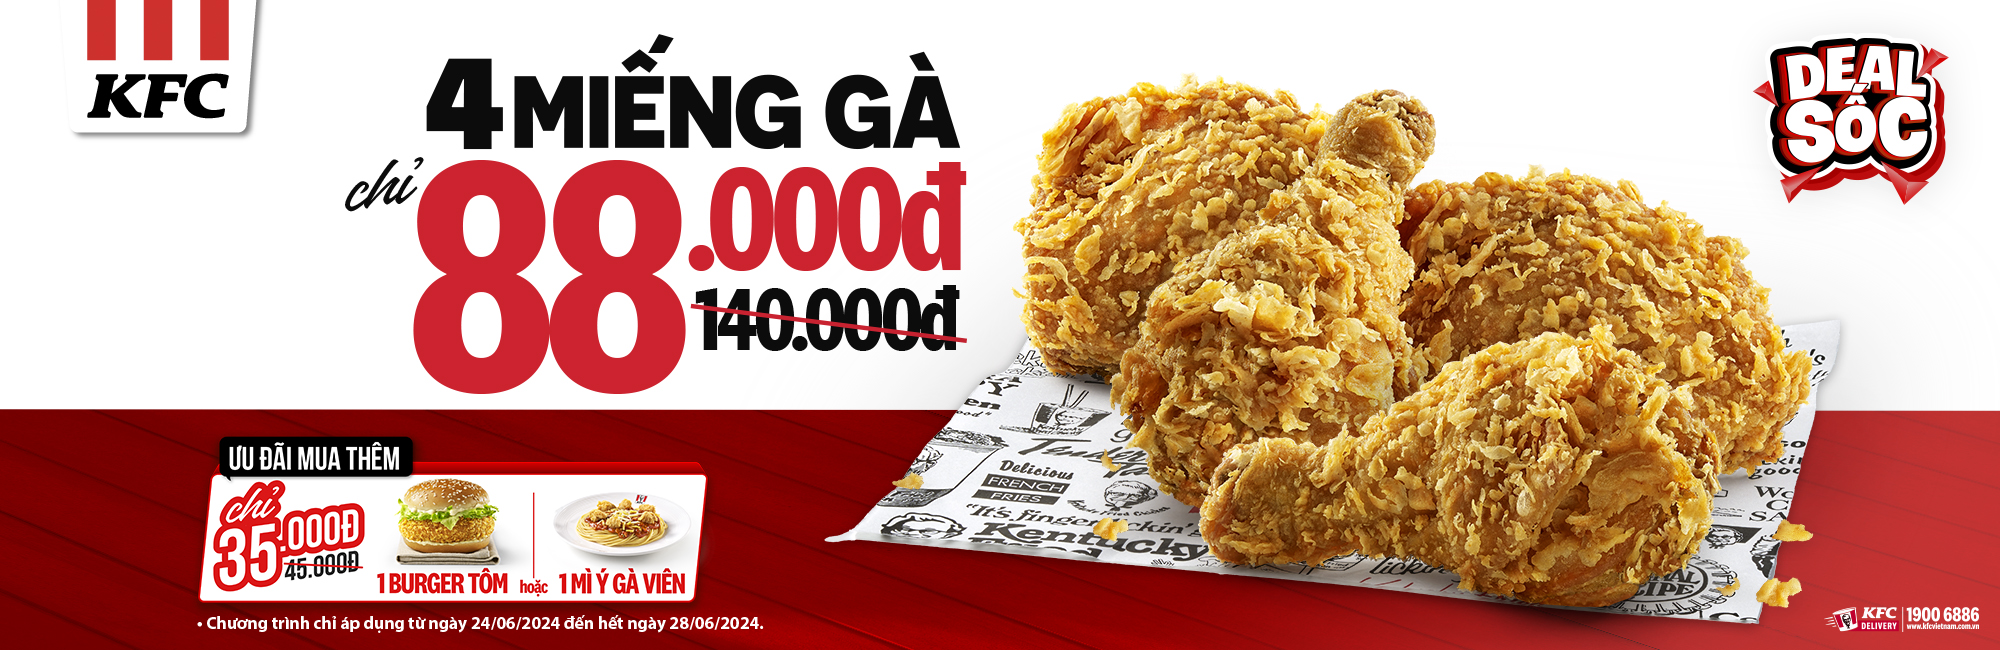 KFC
4 MIẾNG GÀ
chỉ 88.000đ
140.000đ
DEAL
SỐC
ƯU ĐÃI MUA THÊM
chỉ
35.000Đ
45.000Đ
1 BURGER TÔM hoặc 1 MÌ Ý GÀ VIÊN
• Chương trình chỉ áp dụng từ ngày 24/06/2024 đến hết ngày 28/06/2024.
Delicious
FRENCH
FRIES
"It's finger
Kentucky
KFC
DELIVERY
1900 6886
www.kfcvietnam.com.vn